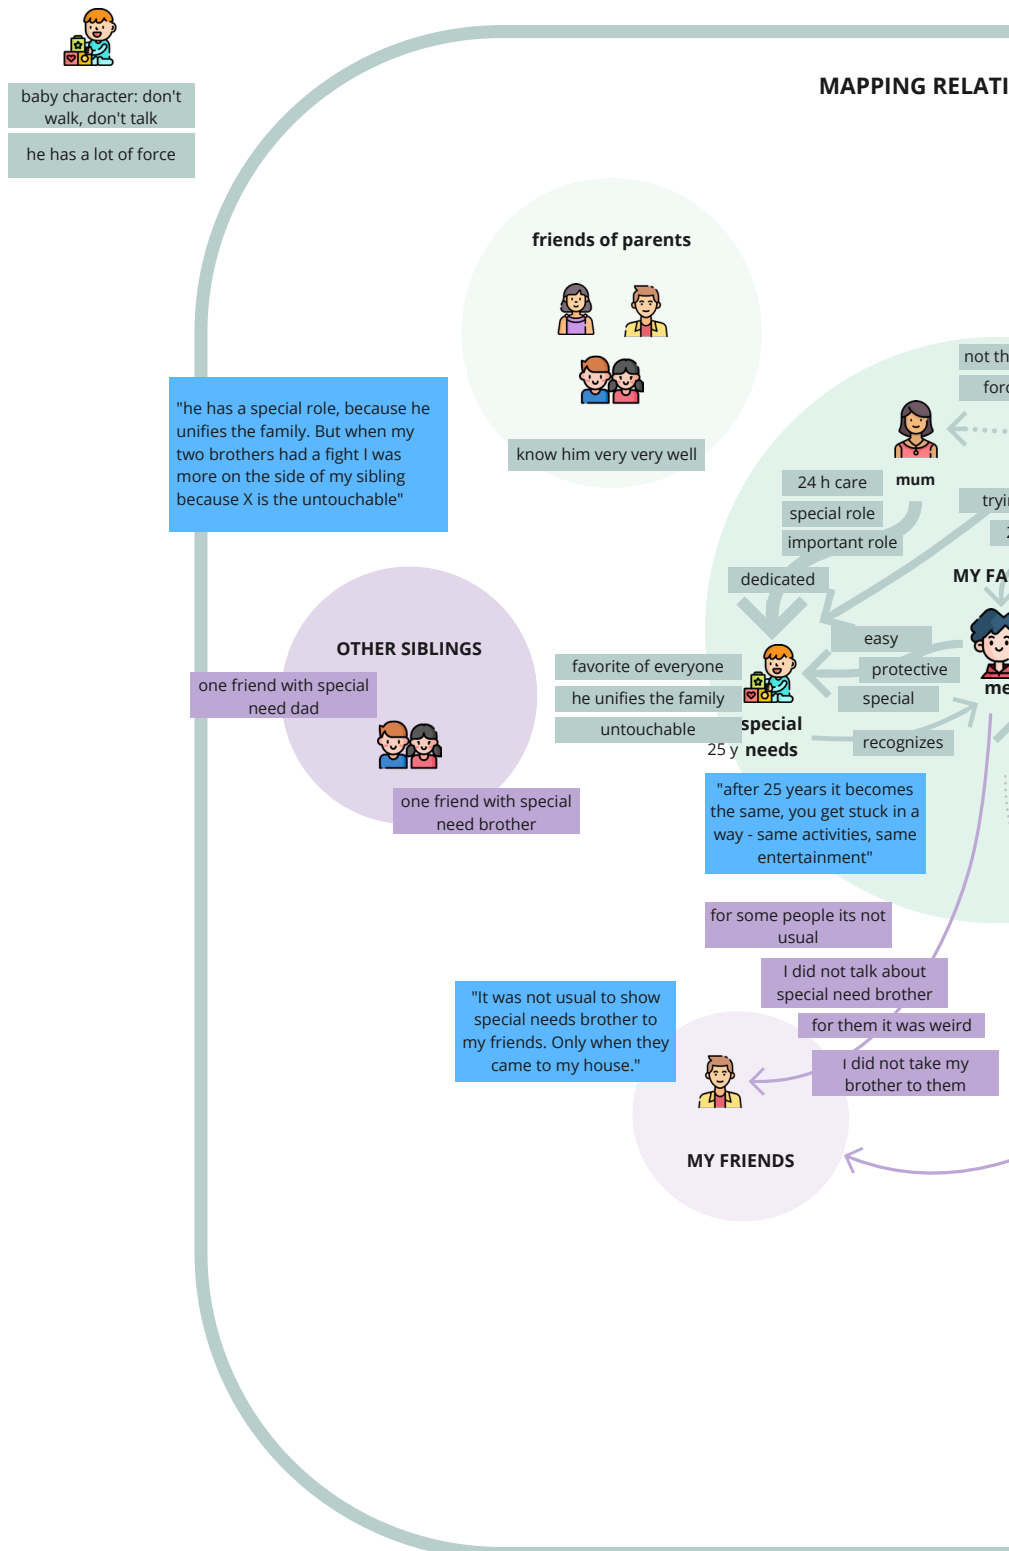 baby character: don't
walk, don't talk
he has a lot of force
MAPPING
friends of parents
know him very very well
"he has a special role, because he
unifies the family. But when my
two brothers had a fight I was
more on the side of my sibling
because X is the untouchable"
not
mum
24 h care
special role
important role
dedicated
MY
easy
protective
special
recognizes
me
favorite of everyone
he unifies the family
untouchable
special
needs
25 y
"after 25 years it becomes
the same, you get stuck in a
way - same activities, same
entertainment"
OTHER SIBLINGS
one friend with special
need dad
one friend with special
need brother
for some people its not
usual
I did not talk about
special need brother
for them it was weird
I did not take my
brother to them
"It was not usual to show
special needs brother to
my friends. Only when they
came to my house."
MY FRIENDS